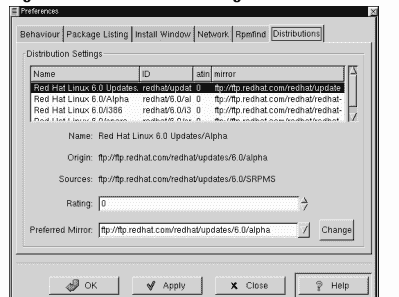 Preferences
Behaviour Package Listing Install Window Network Rpmfind Distributions
Distribution Settings
Name ID atin mirror
Red Hat Linux 6.0 Updates. redhat/updat 0 ftp://ftp.redhat.com/redhat/update
Red Hat Linux 6.0/Alpha redhat/6.0/al 0 ftp://ftp.redhat.com/redhat/redhat-
Red Hat Linux 6.0/i386 redhat/6.0/i3 0 ftp://ftp.redhat.com/redhat/redhat-
Name: Red Hat Linux 6.0 Updates/Alpha
Origin: ftp://ftp.redhat.com/redhat/updates/6.0/alpha
Sources: ftp://ftp.redhat.com/redhat/updates/6.0/SRPMS
Rating: 0
Preferred Mirror: ftp://ftp.redhat.com/redhat/updates/6.0/alpha Change
OK Apply Close Help